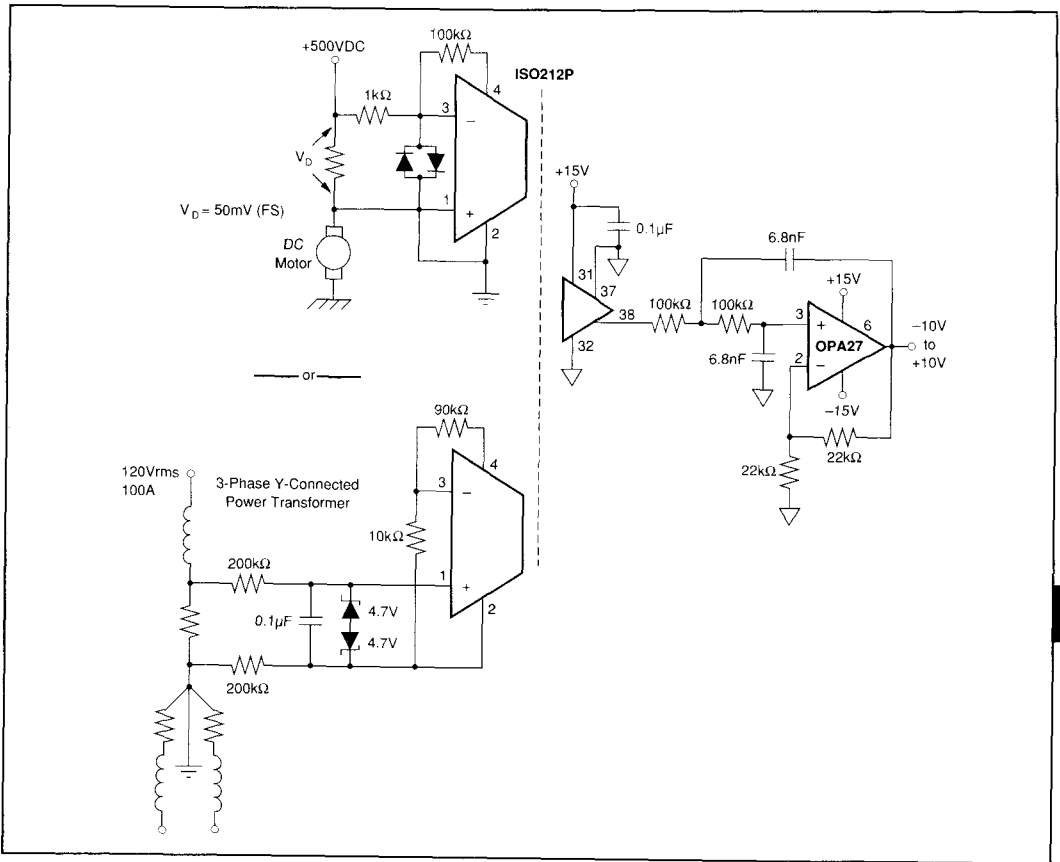 +500VDC
100kΩ
ISO212P
1kΩ
4
3
−
V_D
1
+
2
V_D = 50mV (FS)
DC
Motor
+15V
0.1µF
31
37
38
32
100kΩ
100kΩ
6.8nF
6.8nF
+15V
3
+
6
OPA27
2
−
−15V
−10V
to
+10V
22kΩ
22kΩ
or
120Vrms
100A
3-Phase Y-Connected
Power Transformer
90kΩ
4
3
−
10kΩ
200kΩ
1
+
2
0.1µF
4.7V
4.7V
200kΩ